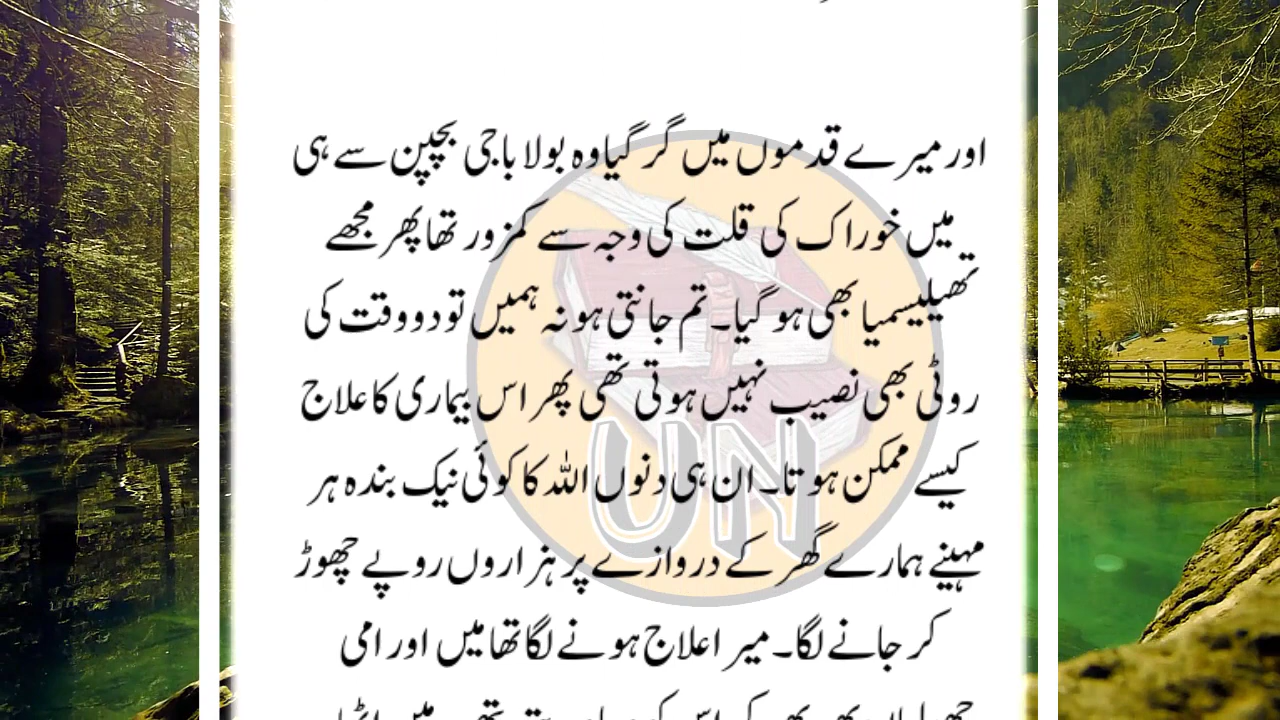 اور میرے قدموں میں گر گیا وہ بولا باجی بچپن سے ہی
میں خوراک کی قلت کی وجہ سے کمزور تھا پھر مجھے
تھیلیسمیا بھی ہو گیا۔ تم جانتی ہو نہ ہمیں تو دو وقت کی
روٹی بھی نصیب نہیں ہوتی تھی پھر اس بیماری کا علاج
کیسے ممکن ہوتا۔ ان ہی دنوں اللہ کا کوئی نیک بندہ ہر
مہینے ہمارے گھر کے دروازے پر ہزاروں روپے چھوڑ
کر جانے لگا۔ میرا علاج ہونے لگا تھا میں اور امی
UN